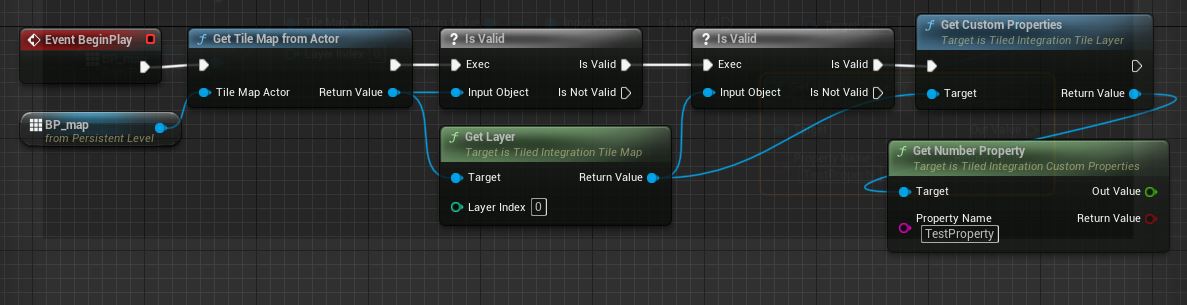 Event BeginPlay
Get Tile Map from Actor
Tile Map Actor
Return Value
BP_map
from Persistent Level
? Is Valid
Exec
Is Valid
Input Object
Is Not Valid
f Get Layer
Target is Tiled Integration Tile Map
Target
Return Value
Layer Index 0
? Is Valid
Exec
Is Valid
Input Object
Is Not Valid
f Get Custom Properties
Target is Tiled Integration Tile Layer
Target
Return Value
f Get Number Property
Target is Tiled Integration Custom Properties
Target
Out Value
Property Name
Return Value
TestProperty